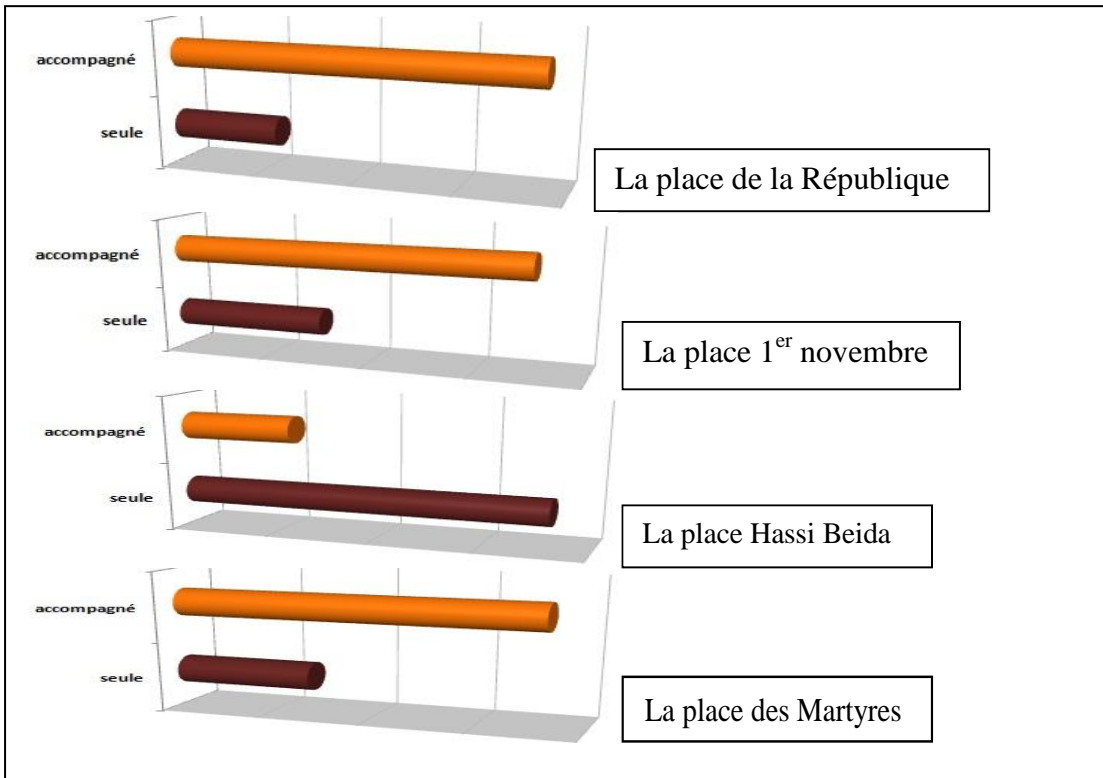 accompagné
seule
La place de la République
accompagné
seule
La place 1er novembre
accompagné
seule
La place Hassi Beida
accompagné
seule
La place des Martyres